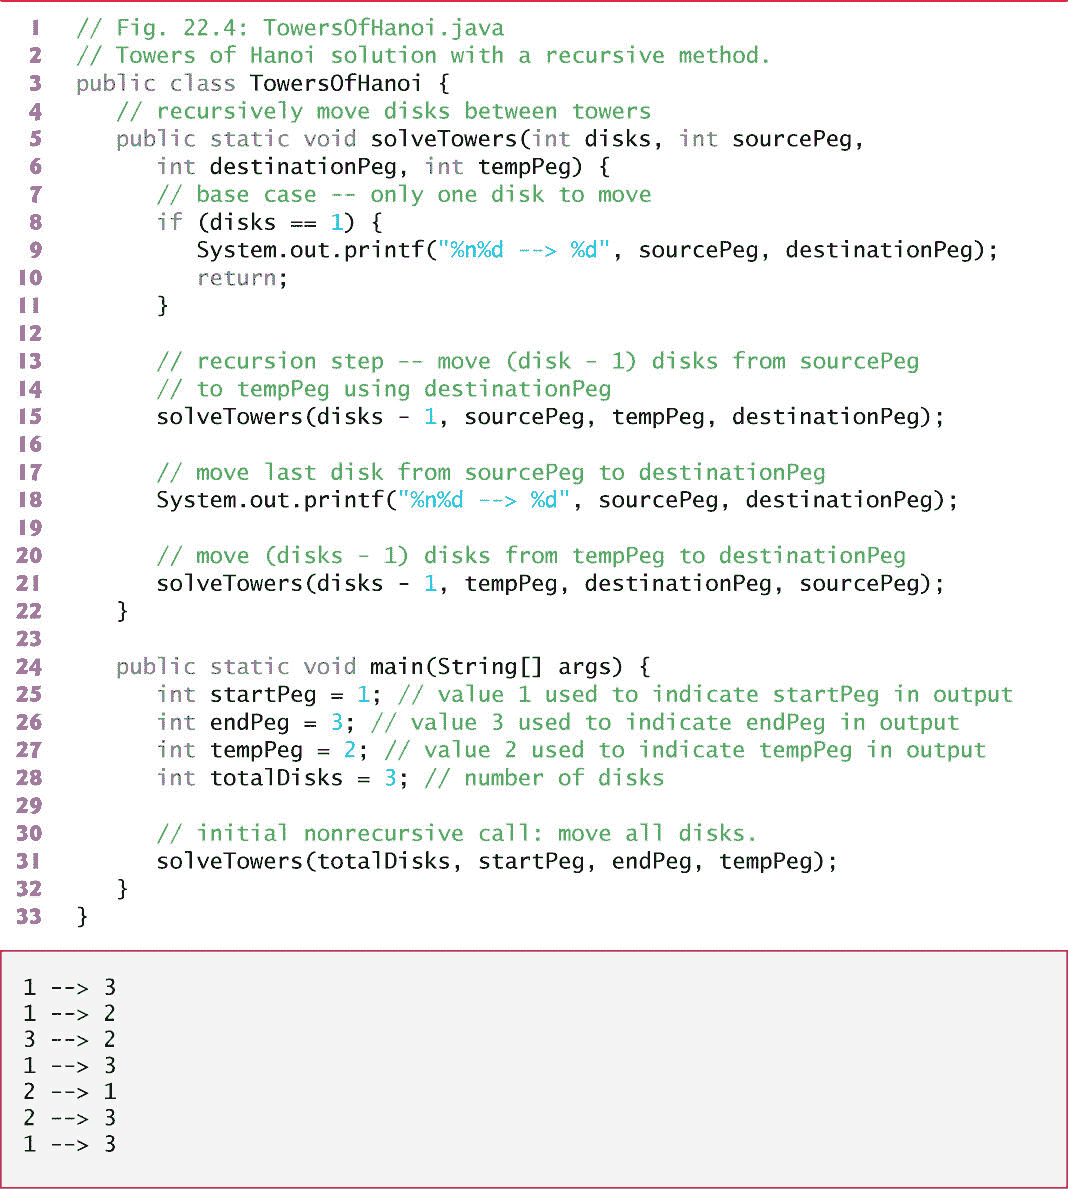 1 // Fig. 22.4: TowersOfHanoi.java
2 // Towers of Hanoi solution with a recursive method.
3 public class TowersOfHanoi {
4 // recursively move disks between towers
5 public static void solveTowers(int disks, int sourcePeg,
6 int destinationPeg, int tempPeg) {
7 // base case -- only one disk to move
8 if (disks == 1) {
9 System.out.printf("%n%d --> %d", sourcePeg, destinationPeg);
10 return;
11 }
12
13 // recursion step -- move (disk - 1) disks from sourcePeg
14 // to tempPeg using destinationPeg
15 solveTowers(disks - 1, sourcePeg, tempPeg, destinationPeg);
16
17 // move last disk from sourcePeg to destinationPeg
18 System.out.printf("%n%d --> %d", sourcePeg, destinationPeg);
19
20 // move (disks - 1) disks from tempPeg to destinationPeg
21 solveTowers(disks - 1, tempPeg, destinationPeg, sourcePeg);
22 }
23
24 public static void main(String[] args) {
25 int startPeg = 1; // value 1 used to indicate startPeg in output
26 int endPeg = 3; // value 3 used to indicate endPeg in output
27 int tempPeg = 2; // value 2 used to indicate tempPeg in output
28 int totalDisks = 3; // number of disks
29
30 // initial nonrecursive call: move all disks.
31 solveTowers(totalDisks, startPeg, endPeg, tempPeg);
32 }
33 }
1 --> 3
1 --> 2
3 --> 2
1 --> 3
2 --> 1
2 --> 3
1 --> 3